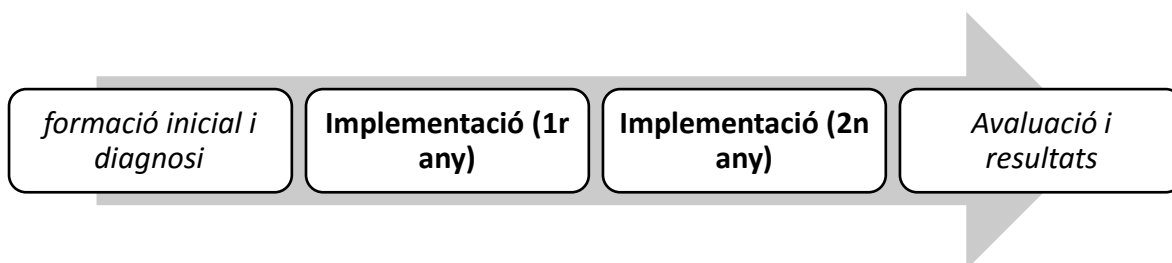 formació inicial i
diagnosi
Implementació (1r
any)
Implementació (2n
any)
Avaluació i
resultats